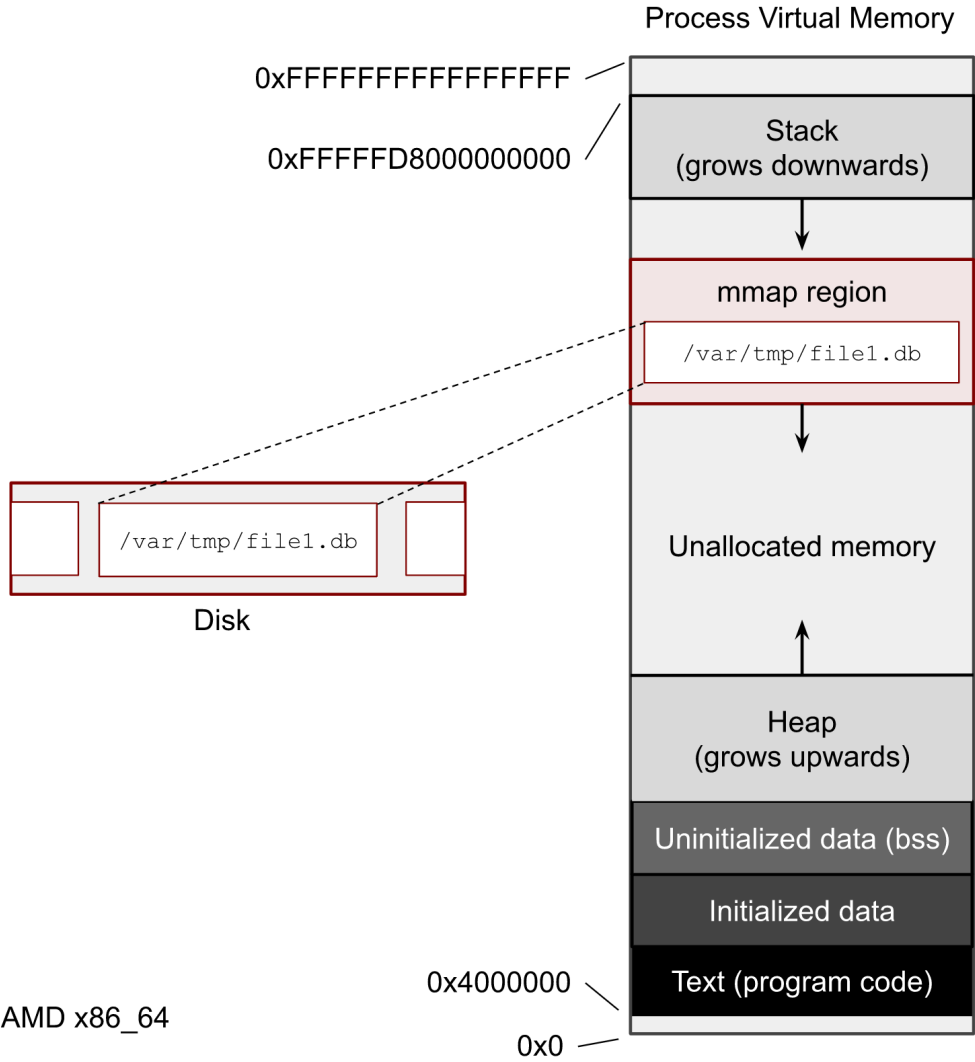 Process Virtual Memory
0xFFFFFFFFFFFFFFFF
0xFFFFFD8000000000
Stack
(grows downwards)
mmap region
/var/tmp/file1.db
/var/tmp/file1.db
Disk
Unallocated memory
Heap
(grows upwards)
Uninitialized data (bss)
Initialized data
0x4000000
Text (program code)
AMD x86_64
0x0